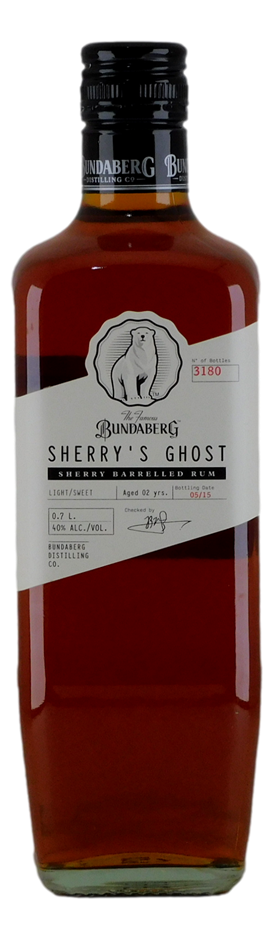 BUNDABERG
DISTILLING CO
Nº of Bottles
3180
TM
The Famous
BUNDABERG
SHERRY'S GHOST
SHERRY BARRELLED RUM
LIGHT/SWEET
Aged 02 yrs.
Bottling Date
05/15
0.7 L.
40% ALC./VOL.
Checked by
BUNDABERG
DISTILLING
CO.